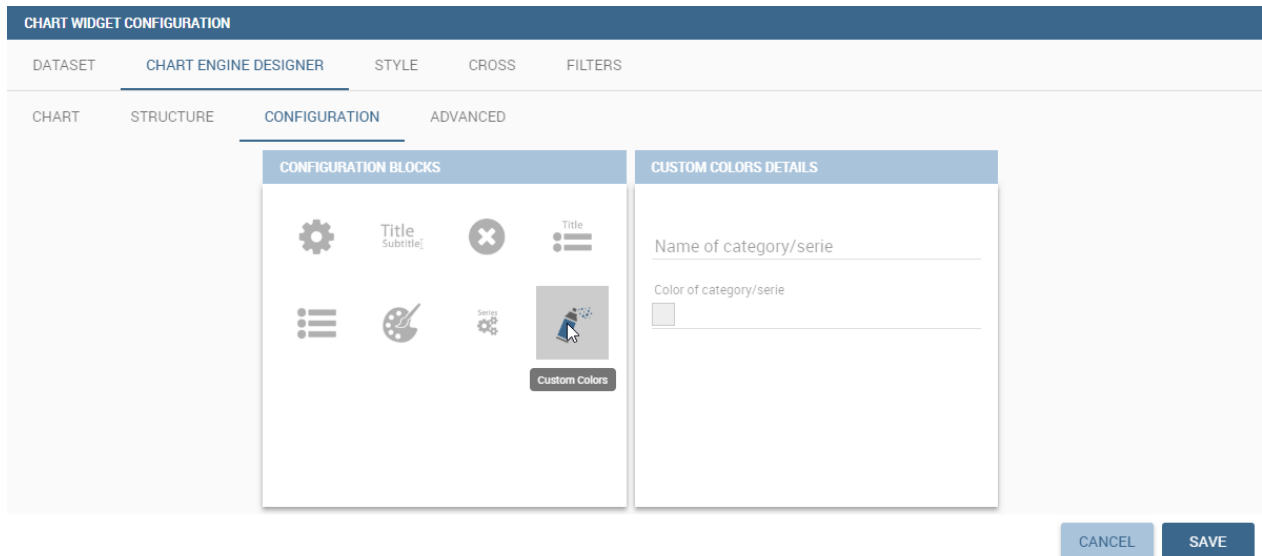 CHART WIDGET CONFIGURATION
DATASET CHART ENGINE DESIGNER STYLE CROSS FILTERS
CHART STRUCTURE CONFIGURATION ADVANCED
CONFIGURATION BLOCKS
Title
Subtitle
Title
Series
Custom Colors
CUSTOM COLORS DETAILS
Name of category/serie
Color of category/serie
CANCEL SAVE